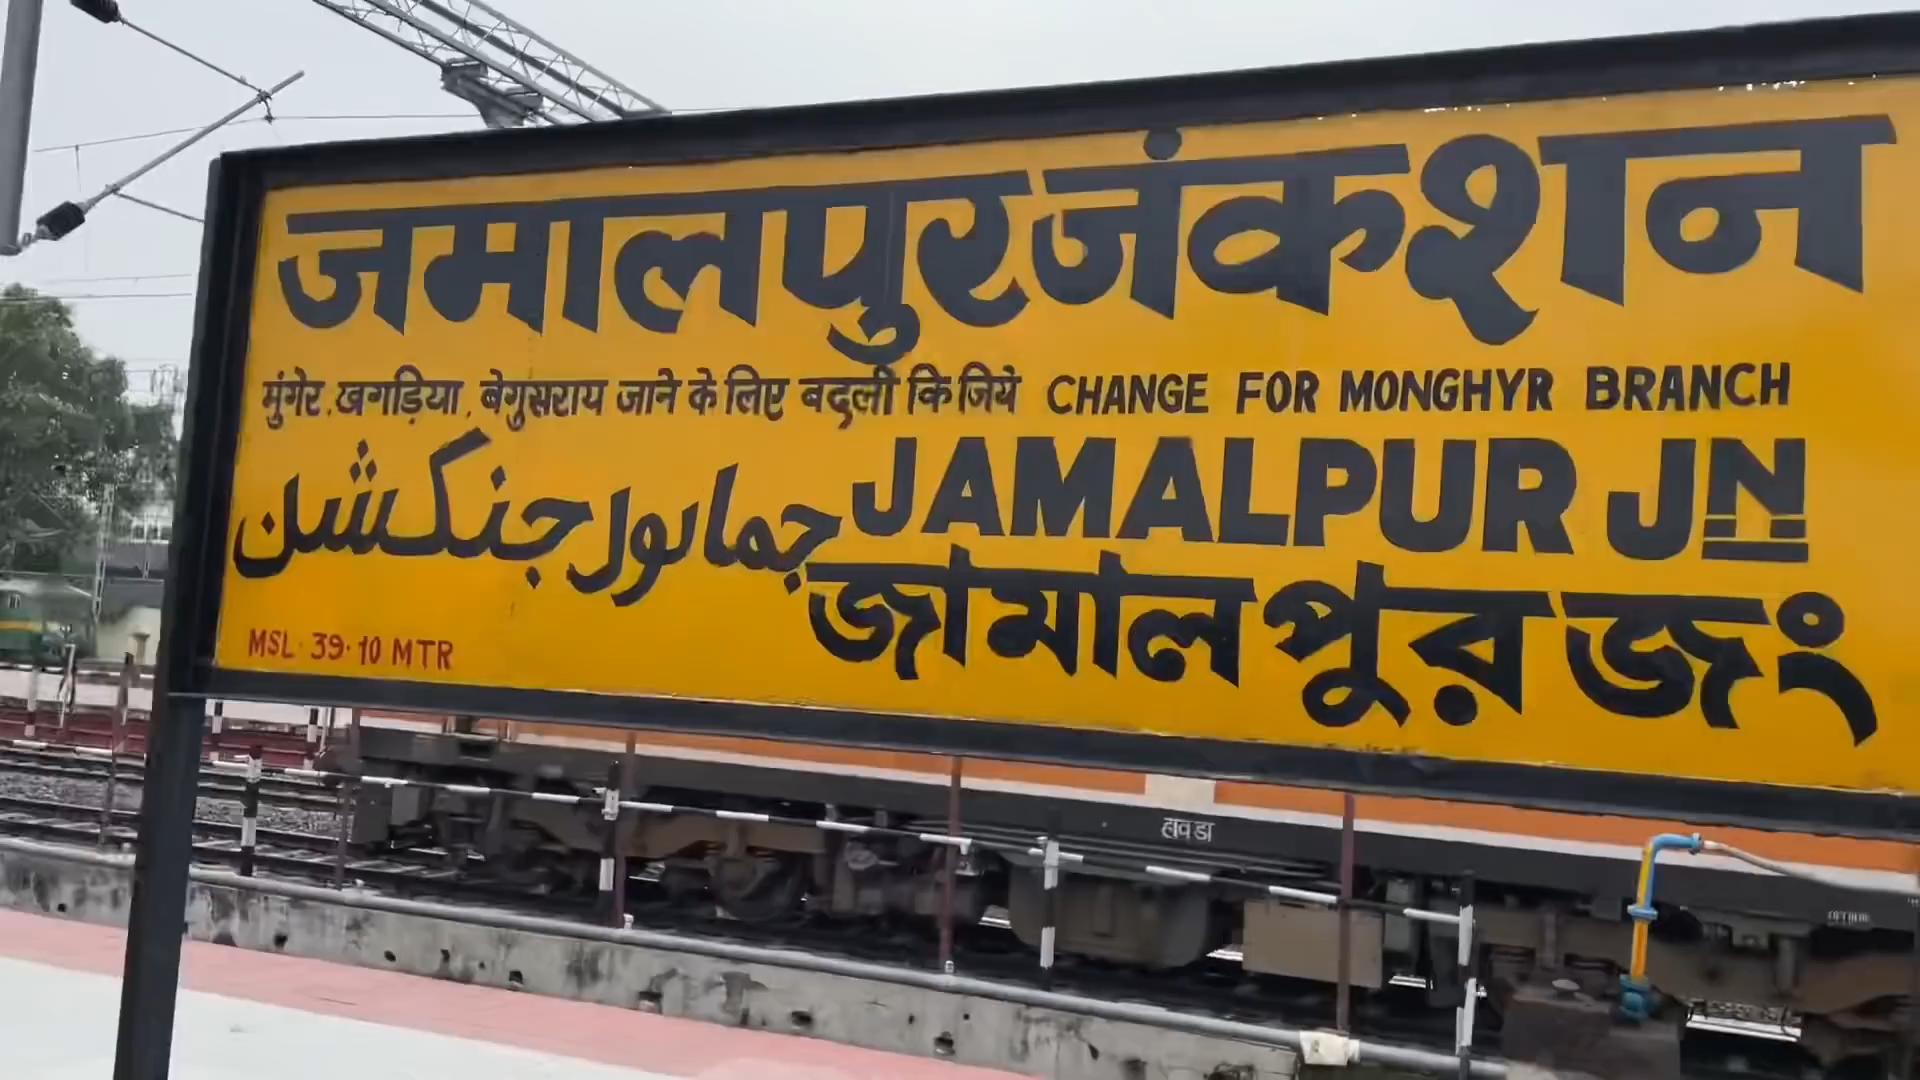 जमालपुर जंकशन
मुंगेर, खगड़िया, बेगुसराय जाने के लिए बदली किजिये CHANGE FOR MONGHYR BRANCH
جمالپور جنکشن JAMALPUR JN
জামালপুর জং
MSL·39·10 MTR
हावडा